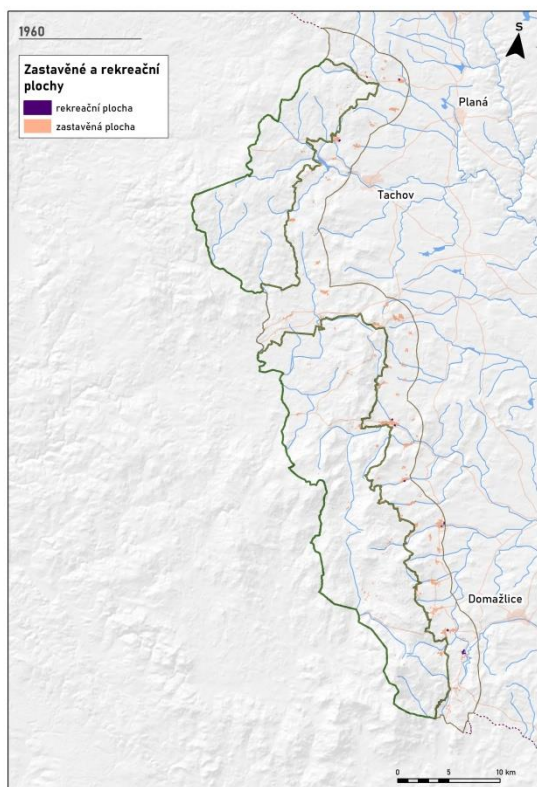 1960
Zastavěné a rekreační
plochy
rekreační plocha
zastavěná plocha
S
Planá
Tachov
Domažlice
0 5 10 km